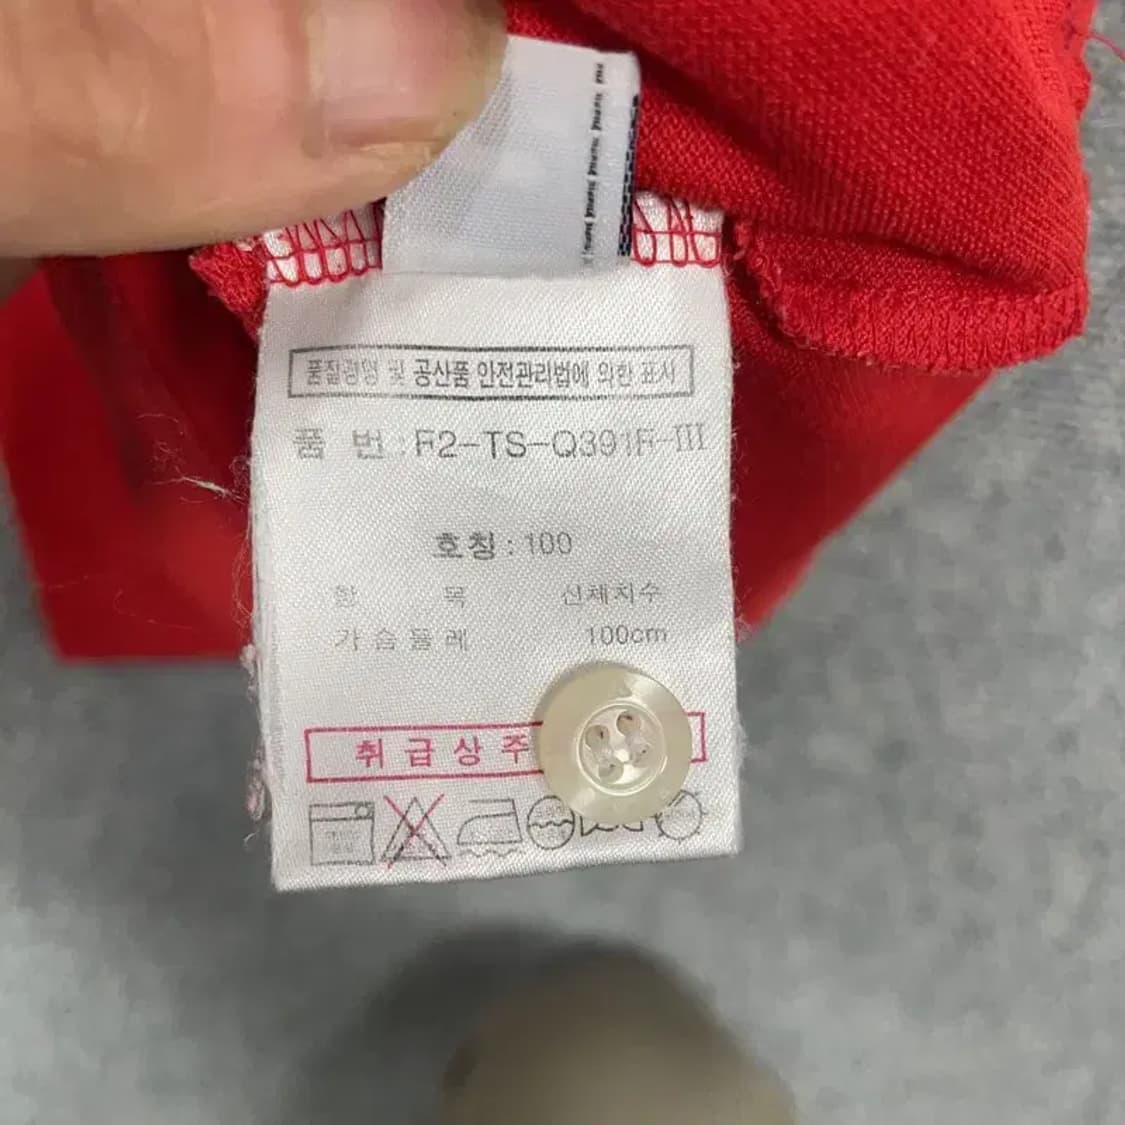 품질경영 및 공산품 안전관리법에 의한 표시
품 번 : F2-TS-Q391R-III
호칭 : 100
항 목 신체치수
가슴둘레 100cm
취급상주